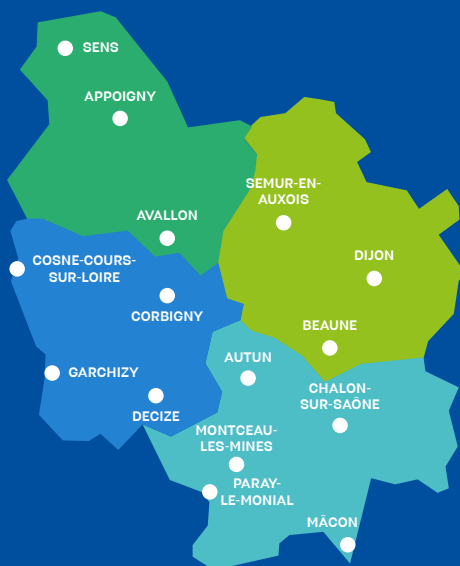 SENS
APPOIGNY
SEMUR-EN-
AUXOIS
AVALLON
DIJON
COSNE-COURS-
SUR-LOIRE
CORBIGNY
BEAUNE
AUTUN
GARCHIZY
CHALON-
SUR-SAÔNE
DECIZE
MONTCEAU-
LES-MINES
PARAY-
LE-MONIAL
MÂCON